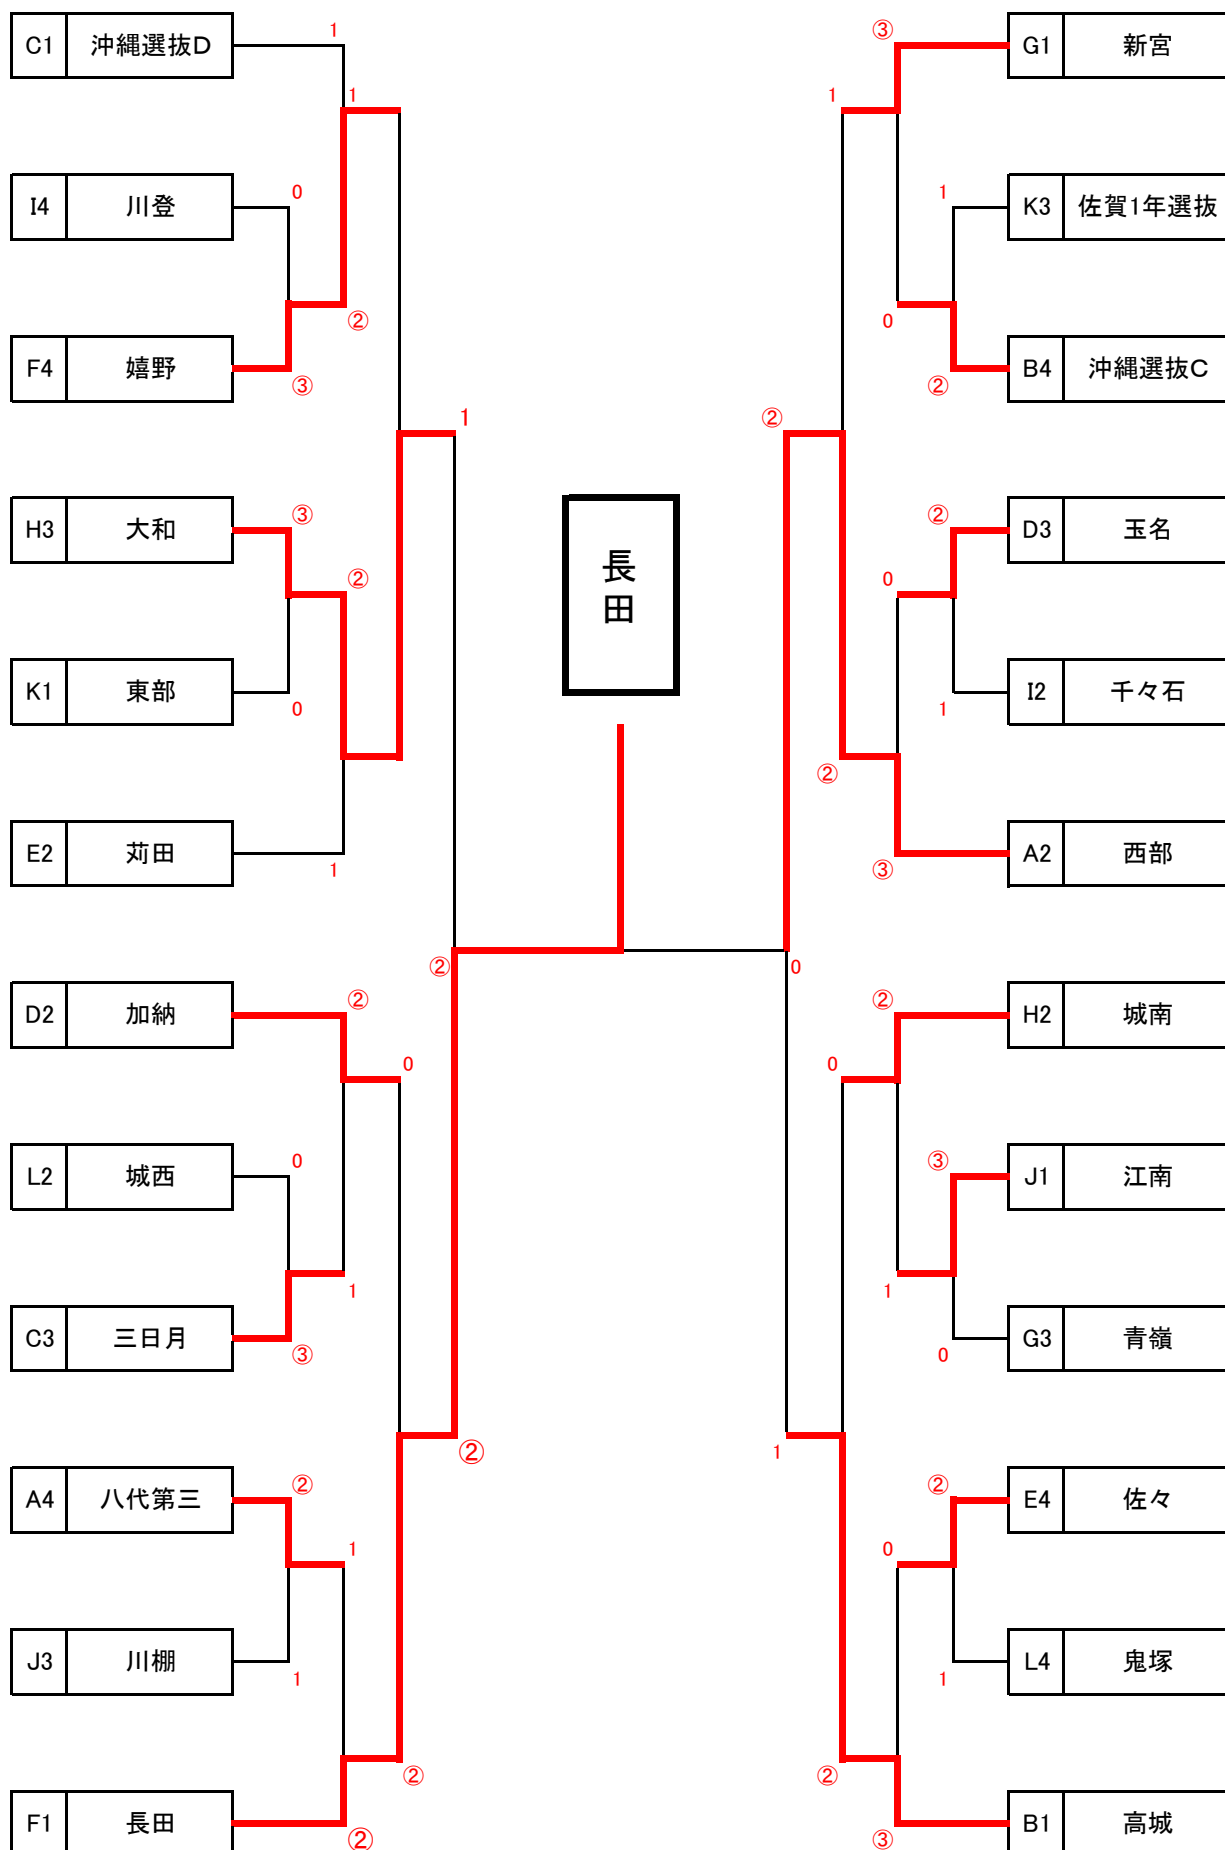 C1 沖縄選抜D 1
1
I4 川登 0
②
F4 嬉野 ③
1
H3 大和 ③
②
K1 東部 0
E2 苅田 1
②
D2 加納 ②
0
L2 城西 0
1
C3 三日月 ③
②
A4 八代第三 ②
1
J3 川棚 1
②
F1 長田 ②
長
田
③ G1 新宮
1
1 K3 佐賀1年選抜
0
② B4 沖縄選抜C
②
② D3 玉名
0
1 I2 千々石
②
③ A2 西部
0
② H2 城南
0
③ J1 江南
1
0 G3 青嶺
1
② E4 佐々
0
1 L4 鬼塚
②
③ B1 高城